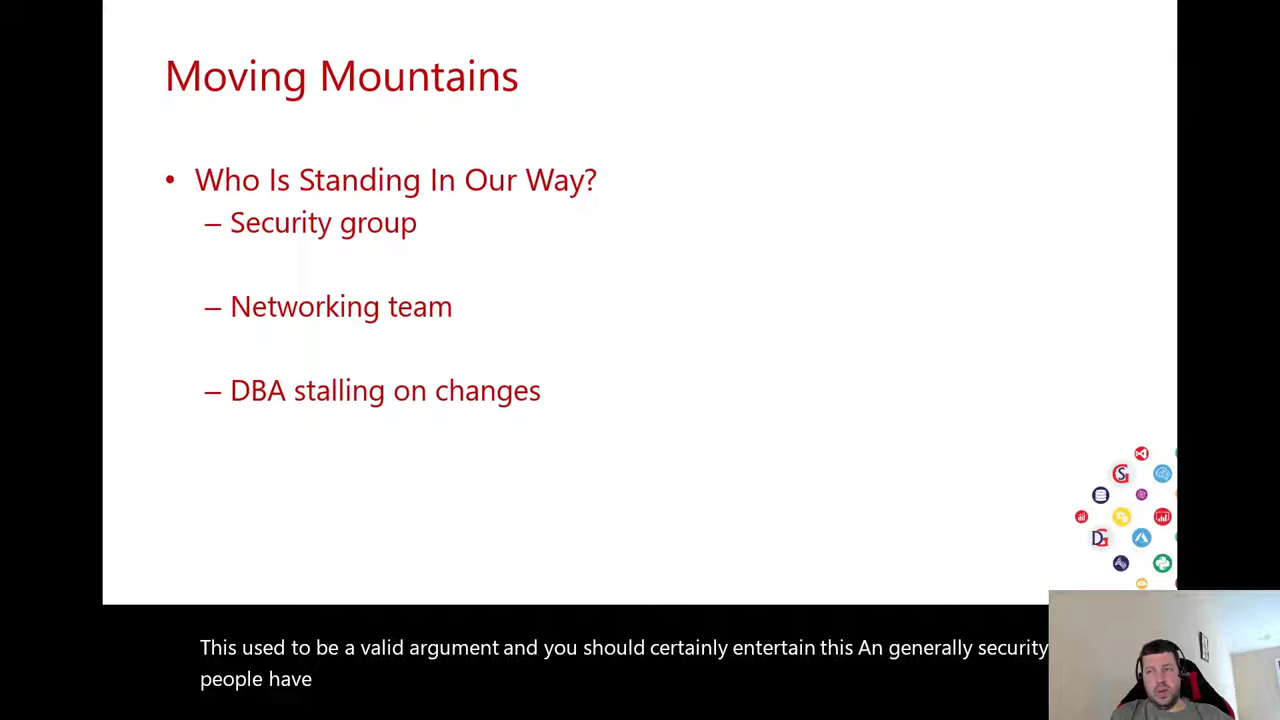 Moving Mountains
• Who Is Standing In Our Way?
– Security group
– Networking team
– DBA stalling on changes
This used to be a valid argument and you should certainly entertain this An generally security
people have